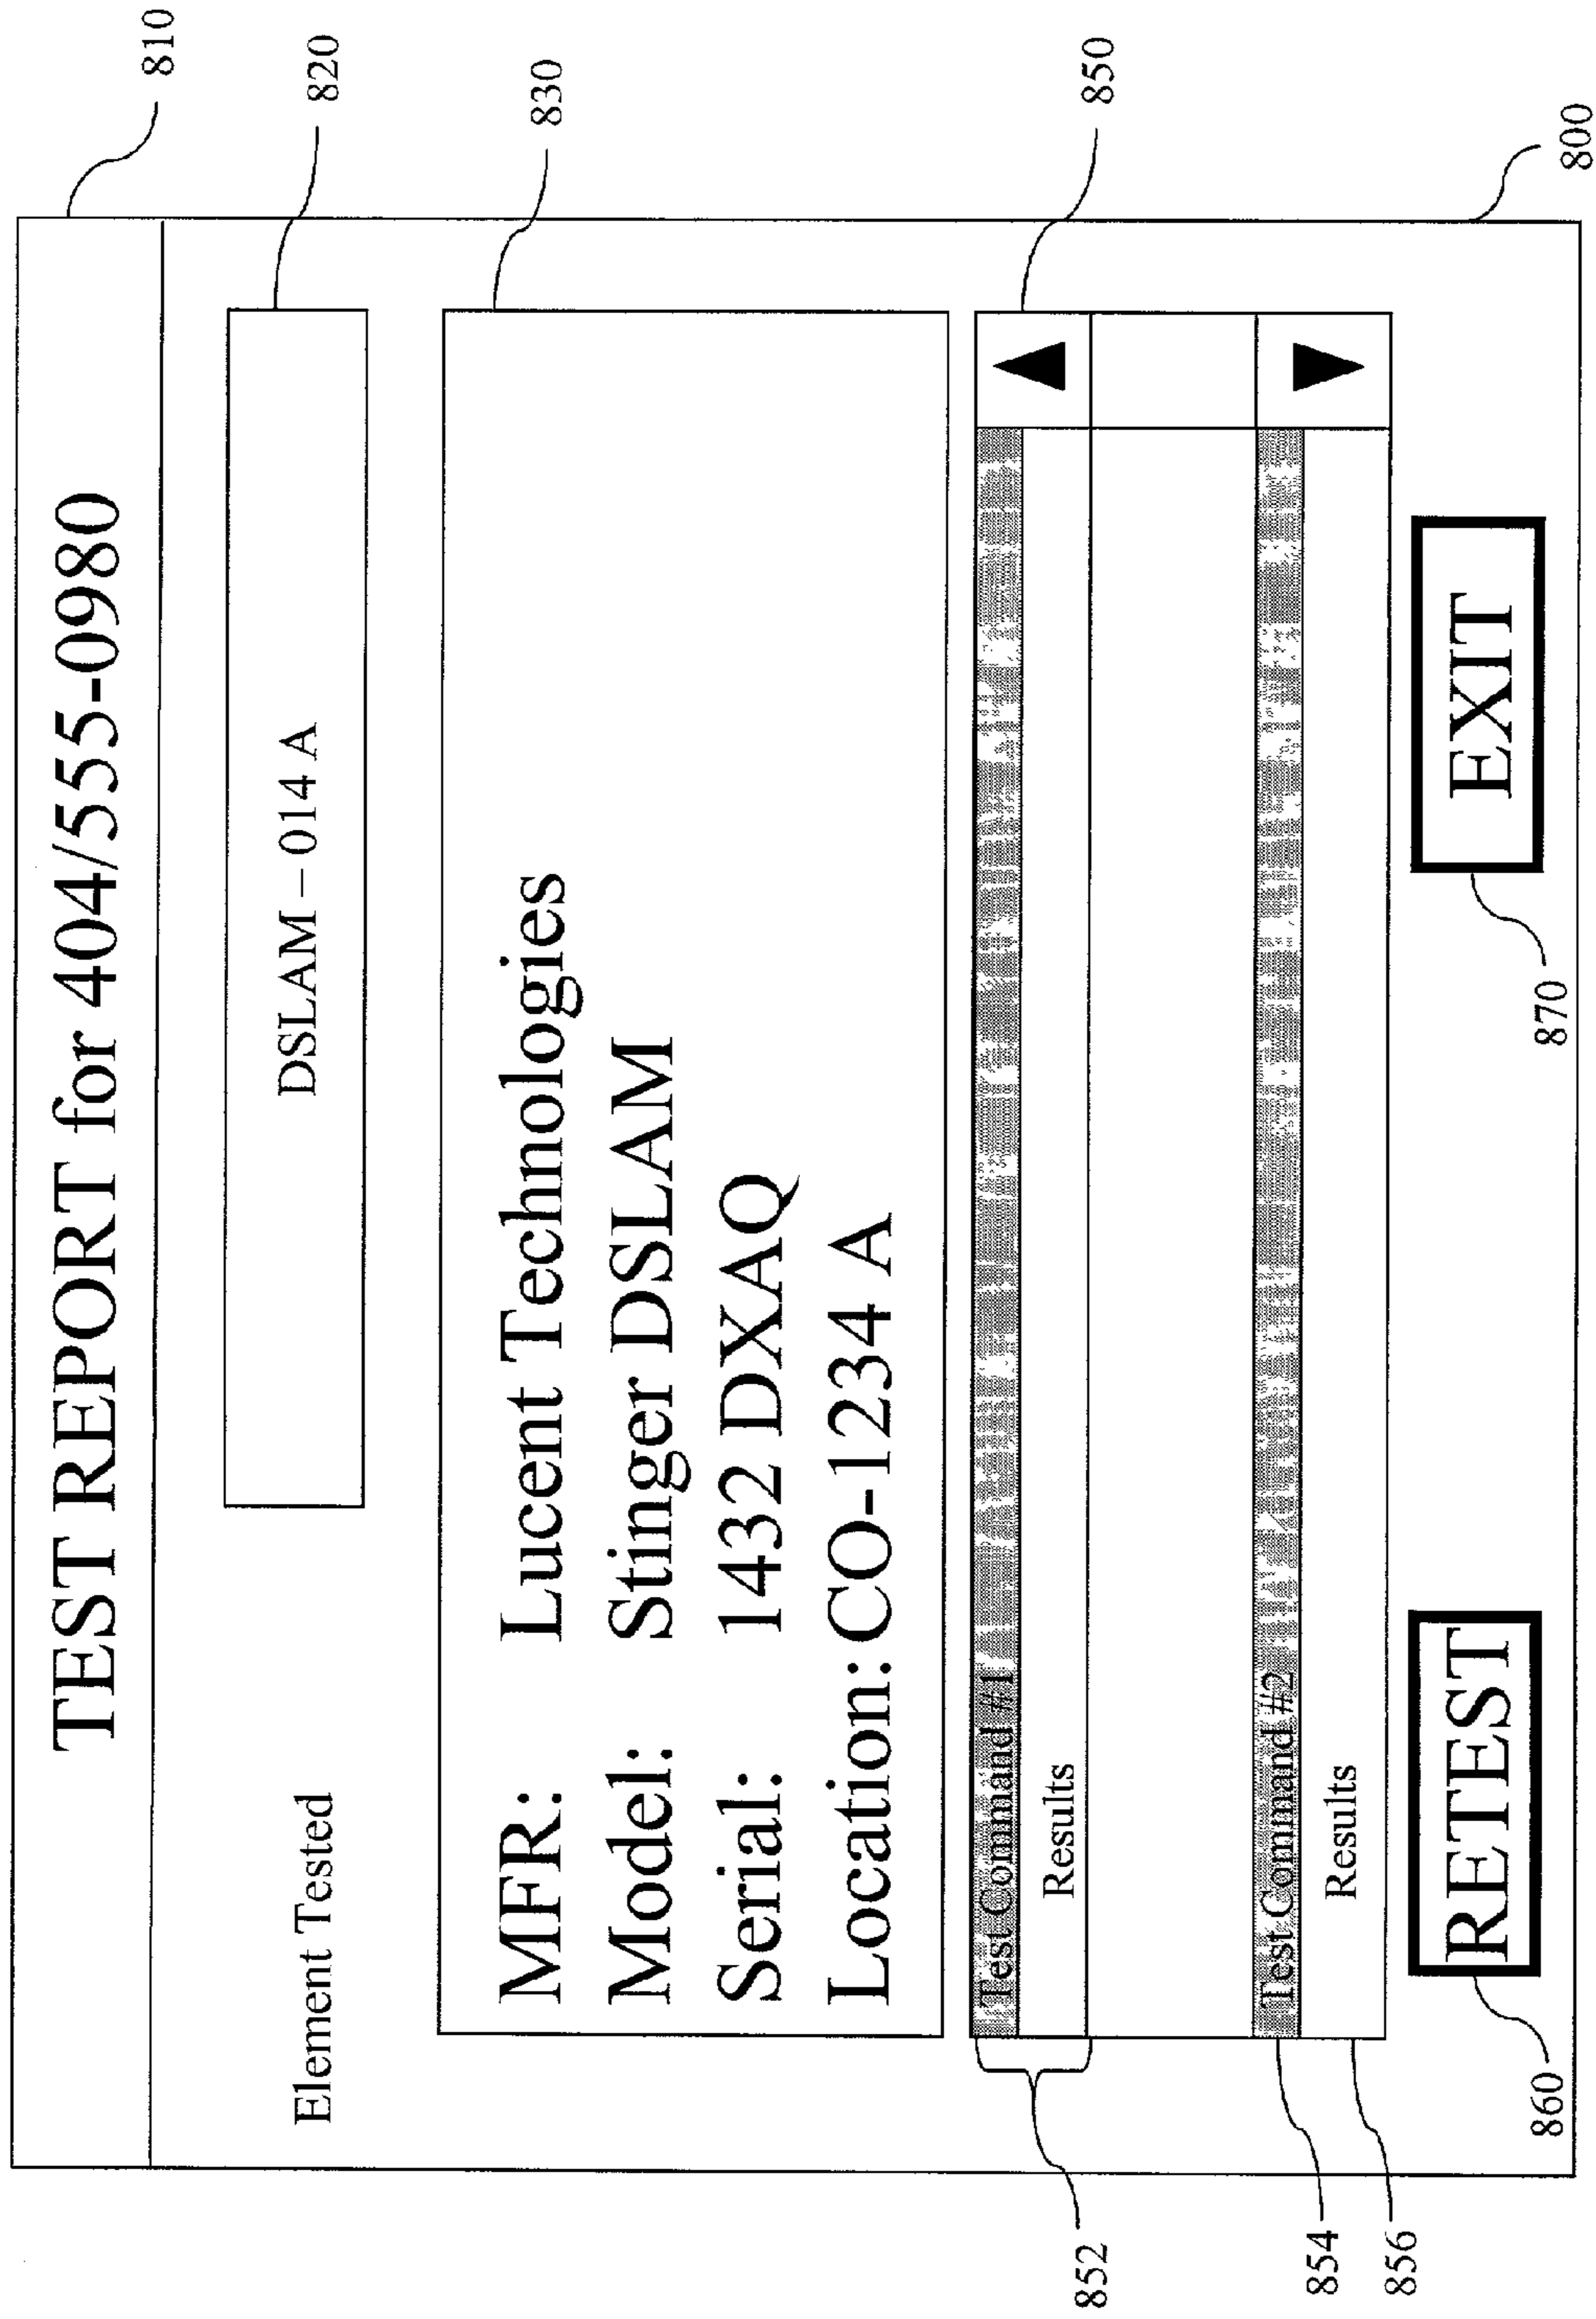 TEST REPORT for 404/555-0980
810
Element Tested
DSLAM – 014 A
820
MFR: Lucent Technologies
Model: Stinger DSLAM
Serial: 1432 DXAQ
Location: CO-1234 A
830
Test Command #1
Results
850
852
Test Command #2
Results
854
856
RETEST
EXIT
860
870
800